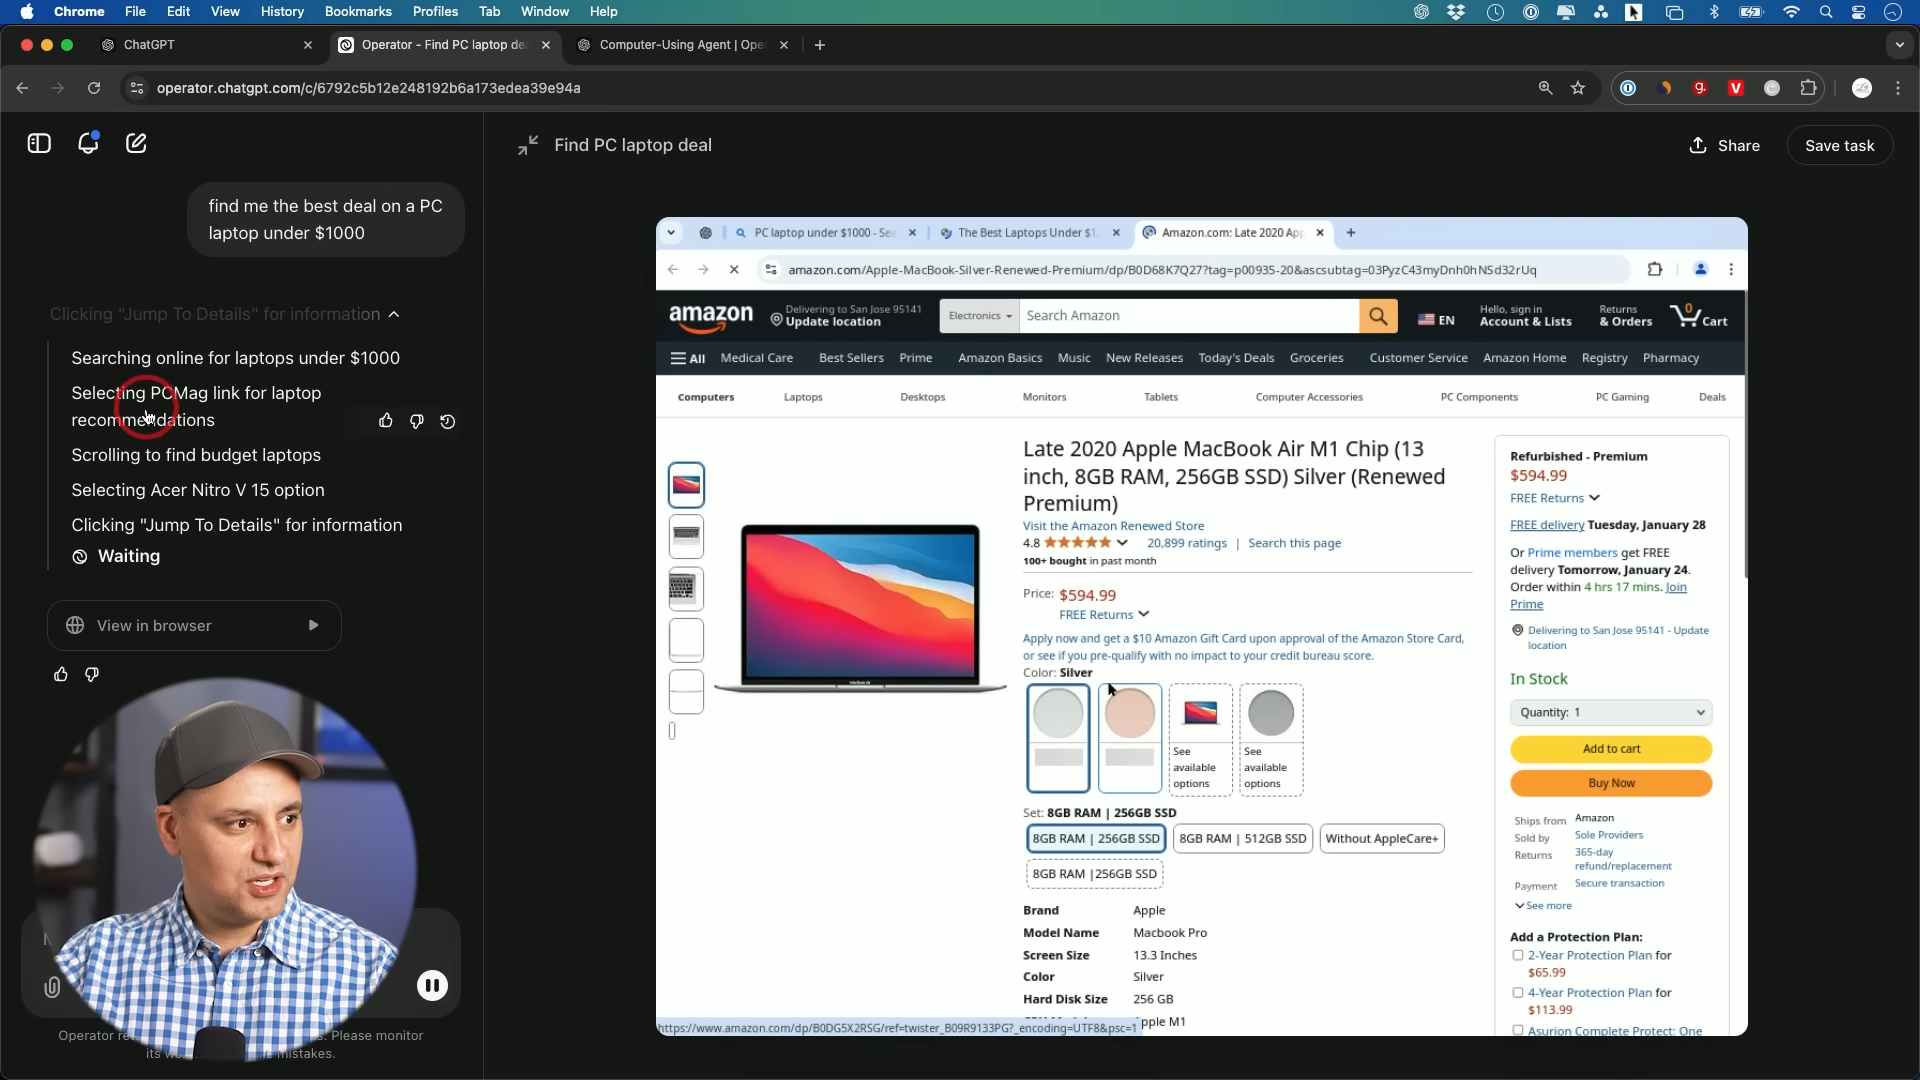 Chrome File Edit View History Bookmarks Profiles Tab Window Help
ChatGPT
Operator - Find PC laptop de
Computer-Using Agent | Ope
operator.chatgpt.com/c/6792c5b12e248192b6a173edea39e94a
Find PC laptop deal
Share
Save task
find me the best deal on a PC
laptop under $1000
Clicking "Jump To Details" for information
Searching online for laptops under $1000
Selecting PCMag link for laptop
recommendations
Scrolling to find budget laptops
Selecting Acer Nitro V 15 option
Clicking "Jump To Details" for information
Waiting
View in browser
Please monitor
mistakes.
PC laptop under $1000 - Sea
The Best Laptops Under $1
Amazon.com: Late 2020 App
amazon.com/Apple-MacBook-Silver-Renewed-Premium/dp/B0D68K7Q27?tag=p00935-20&ascsubtag=03PyzC43myDnh0hNSd32rUq
amazon
Delivering to San Jose 95141
Update location
Electronics
Search Amazon
EN
Hello, sign in
Account & Lists
Returns
& Orders
0
Cart
All Medical Care Best Sellers Prime Amazon Basics Music New Releases Today's Deals Groceries Customer Service Amazon Home Registry Pharmacy
Computers Laptops Desktops Monitors Tablets Computer Accessories PC Components PC Gaming Deals
Late 2020 Apple MacBook Air M1 Chip (13
inch, 8GB RAM, 256GB SSD) Silver (Renewed
Premium)
Visit the Amazon Renewed Store
4.8 20,899 ratings | Search this page
100+ bought in past month
Price: $594.99
FREE Returns
Apply now and get a $10 Amazon Gift Card upon approval of the Amazon Store Card,
or see if you pre-qualify with no impact to your credit bureau score.
Color: Silver
See
available
options
See
available
options
Set: 8GB RAM | 256GB SSD
8GB RAM | 256GB SSD
8GB RAM | 512GB SSD
Without AppleCare+
8GB RAM |256GB SSD
Brand Apple
Model Name Macbook Pro
Screen Size 13.3 Inches
Color Silver
Hard Disk Size 256 GB
pple M1
https://www.amazon.com/dp/B0DG5X2RSG/ref=twister_B09R9133PG?_encoding=UTF8&psc=1
Refurbished - Premium
$594.99
FREE Returns
FREE delivery Tuesday, January 28
Or Prime members get FREE
delivery Tomorrow, January 24.
Order within 4 hrs 17 mins. Join
Prime
Delivering to San Jose 95141 - Update
location
In Stock
Quantity: 1
Add to cart
Buy Now
Ships from Amazon
Sold by Sole Providers
Returns 365-day
refund/replacement
Payment Secure transaction
See more
Add a Protection Plan:
2-Year Protection Plan for
$65.99
4-Year Protection Plan for
$113.99
Asurion Complete Protect: One